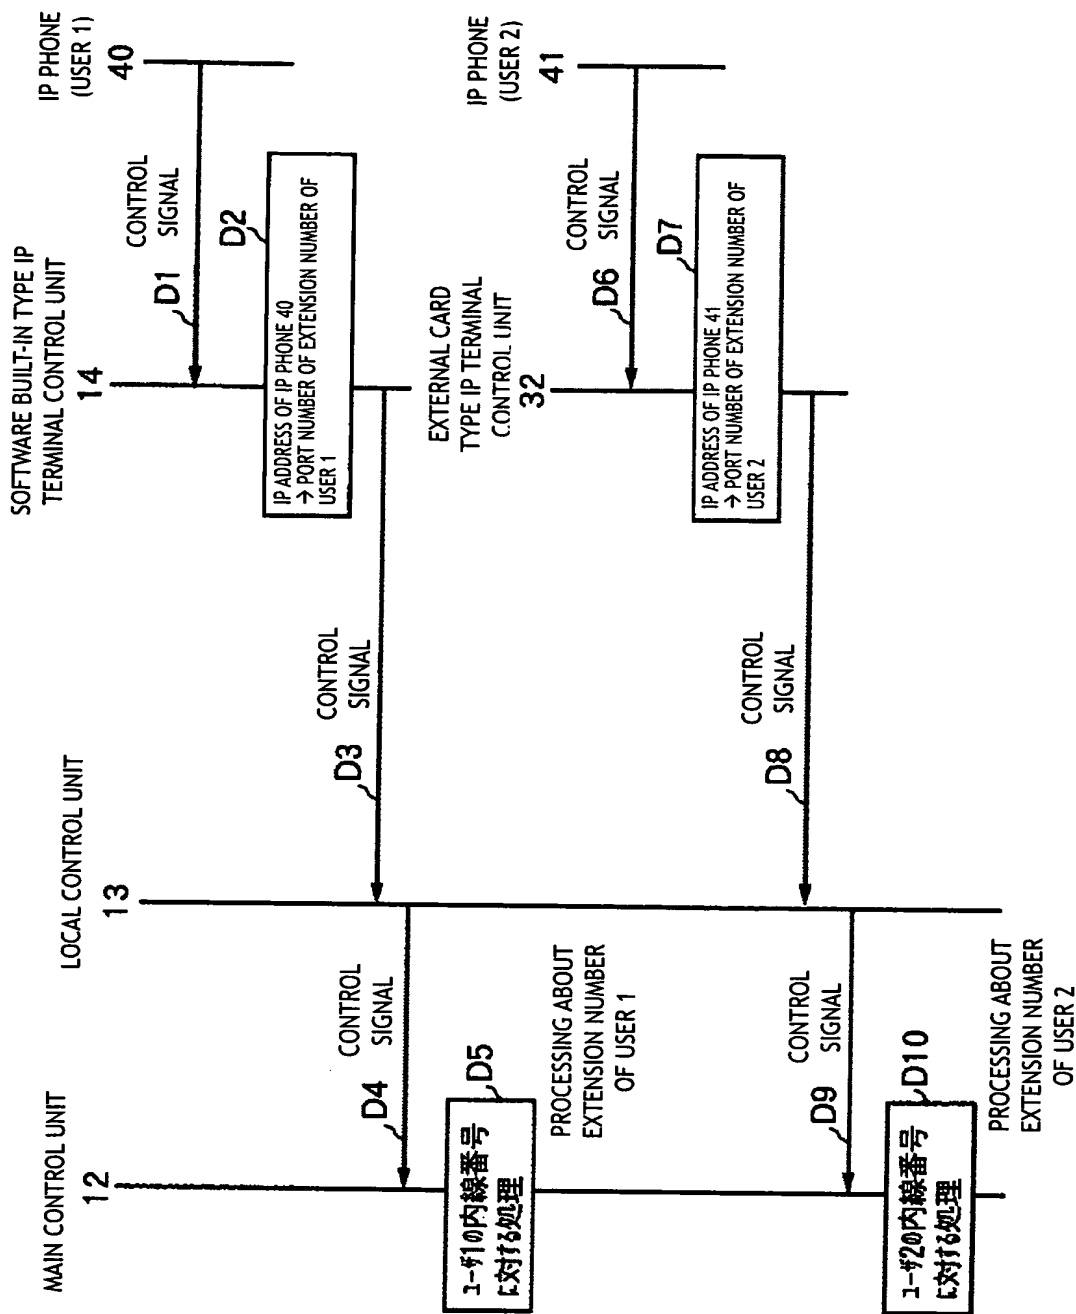 MAIN CONTROL UNIT
12
LOCAL CONTROL UNIT
13
SOFTWARE BUILT-IN TYPE IP
TERMINAL CONTROL UNIT
14
IP PHONE
(USER 1)
40
CONTROL
SIGNAL
D1
D2
IP ADDRESS OF IP PHONE 40
→ PORT NUMBER OF EXTENSION NUMBER OF
USER 1
CONTROL
SIGNAL
D3
CONTROL
SIGNAL
D4
D5
ユーザ1の内線番号
に対する処理
PROCESSING ABOUT
EXTENSION NUMBER
OF USER 1
EXTERNAL CARD
TYPE IP TERMINAL
CONTROL UNIT
32
IP PHONE
(USER 2)
41
CONTROL
SIGNAL
D6
D7
IP ADDRESS OF IP PHONE 41
→ PORT NUMBER OF EXTENSION NUMBER OF
USER 2
CONTROL
SIGNAL
D8
CONTROL
SIGNAL
D9
D10
ユーザ2の内線番号
に対する処理
PROCESSING ABOUT
EXTENSION NUMBER
OF USER 2